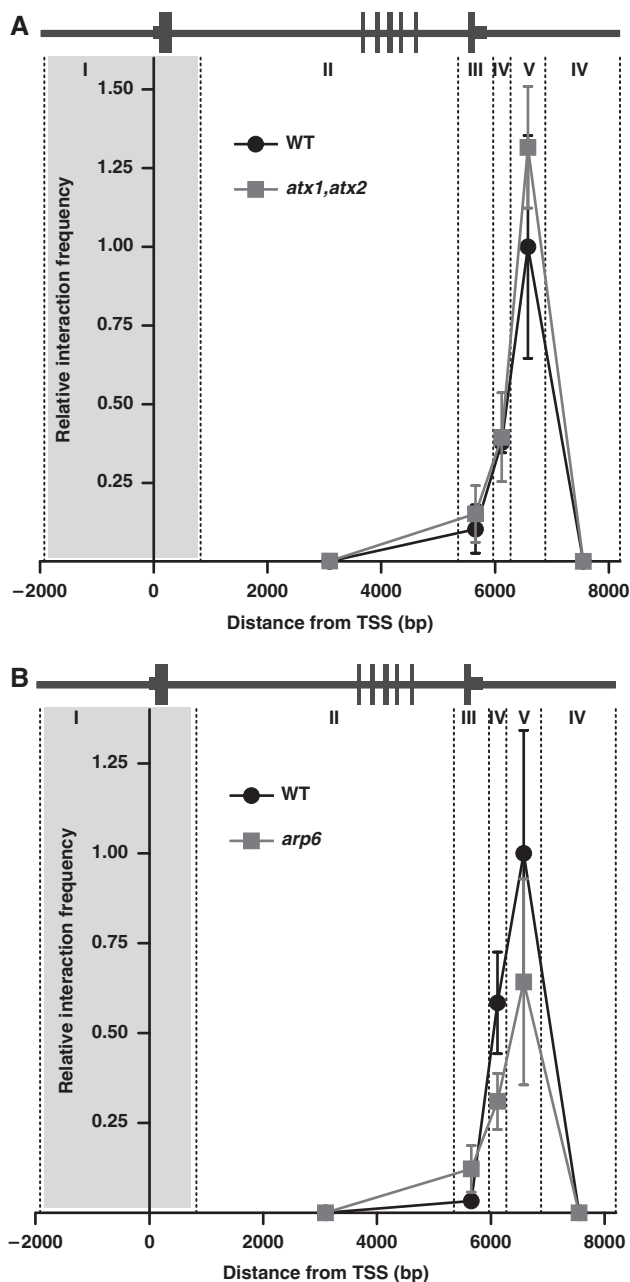 A
I II III IV V IV
1.50
1.25
1.00
0.75
0.50
0.25
Relative interaction frequency
WT
atx1,atx2
−2000 0 2000 4000 6000 8000
Distance from TSS (bp)
B
I II III IV V IV
1.25
1.00
0.75
0.50
0.25
Relative interaction frequency
WT
arp6
−2000 0 2000 4000 6000 8000
Distance from TSS (bp)